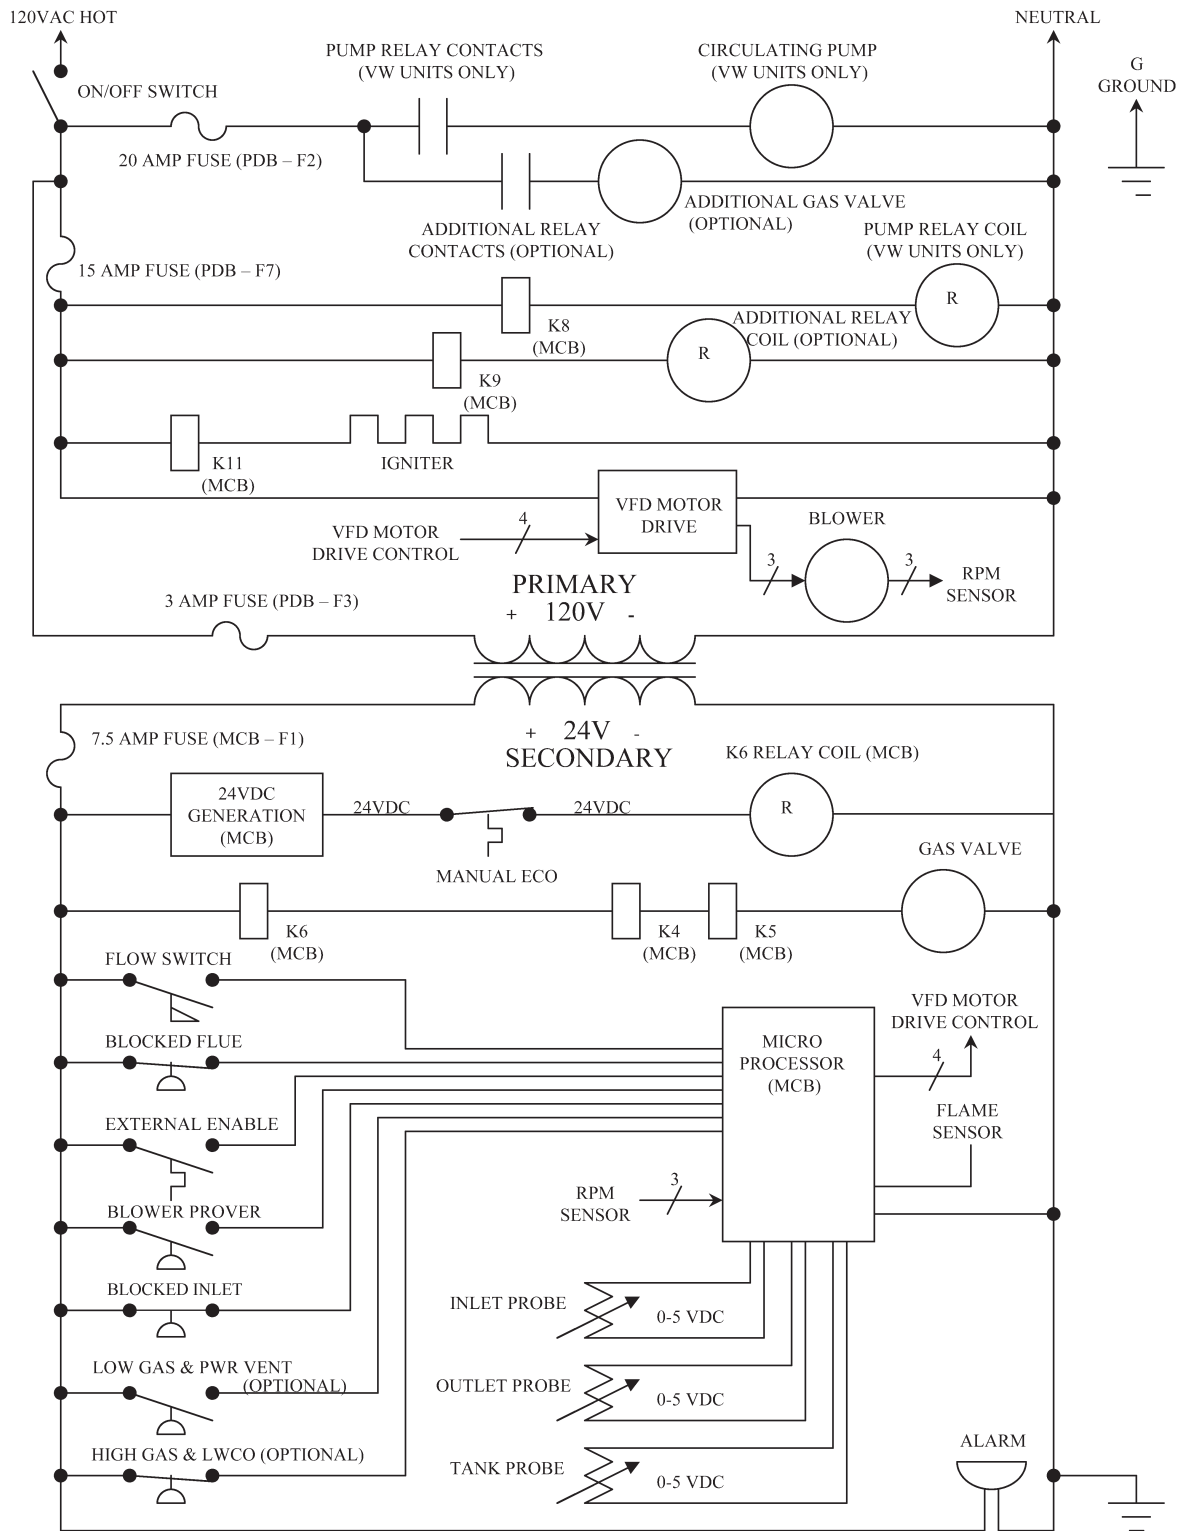 120VAC HOT
NEUTRAL
PUMP RELAY CONTACTS
(VW UNITS ONLY)
CIRCULATING PUMP
(VW UNITS ONLY)
G
GROUND
ON/OFF SWITCH
20 AMP FUSE (PDB – F2)
ADDITIONAL GAS VALVE
(OPTIONAL)
ADDITIONAL RELAY
CONTACTS (OPTIONAL)
PUMP RELAY COIL
(VW UNITS ONLY)
15 AMP FUSE (PDB – F7)
R
K8
(MCB)
ADDITIONAL RELAY
COIL (OPTIONAL)
R
K9
(MCB)
K11
(MCB)
IGNITER
VFD MOTOR
DRIVE
BLOWER
VFD MOTOR
DRIVE CONTROL
4
3
3
RPM
SENSOR
PRIMARY
+ 120V -
3 AMP FUSE (PDB – F3)
+ 24V -
SECONDARY
7.5 AMP FUSE (MCB – F1)
K6 RELAY COIL (MCB)
24VDC
GENERATION
(MCB)
24VDC
24VDC
R
MANUAL ECO
GAS VALVE
K6
(MCB)
K4
(MCB)
K5
(MCB)
FLOW SWITCH
VFD MOTOR
DRIVE CONTROL
BLOCKED FLUE
MICRO
PROCESSOR
(MCB)
4
EXTERNAL ENABLE
FLAME
SENSOR
RPM
SENSOR
3
BLOWER PROVER
BLOCKED INLET
INLET PROBE
0-5 VDC
LOW GAS & PWR VENT
(OPTIONAL)
OUTLET PROBE
0-5 VDC
HIGH GAS & LWCO (OPTIONAL)
TANK PROBE
0-5 VDC
ALARM